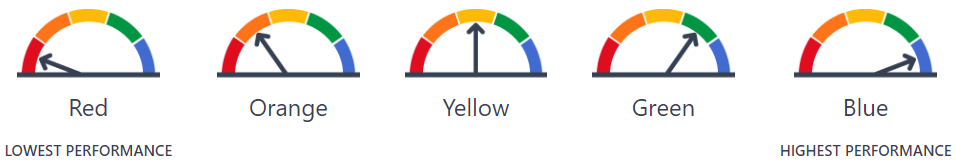 Red Orange Yellow Green Blue
LOWEST PERFORMANCE HIGHEST PERFORMANCE